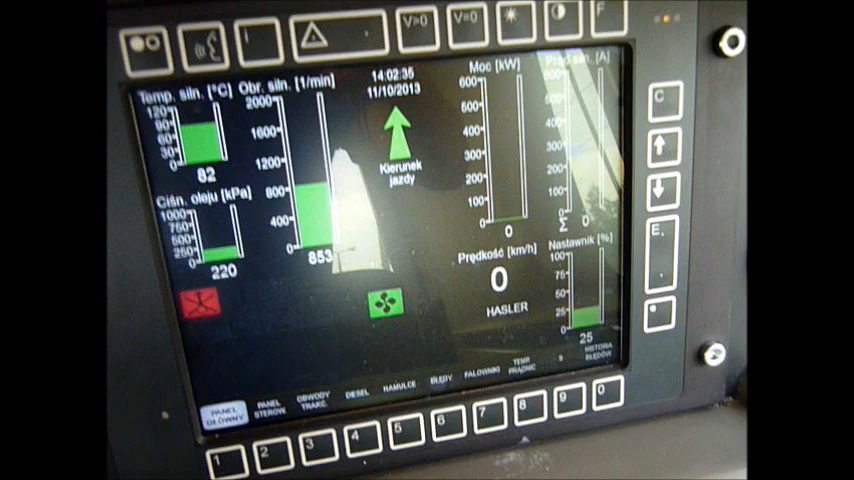 V>0
V=0
F
Temp. siln. [°C]
120
90
60
30
0
82
Obr. siln. [1/min]
2000
1600
1200
800
400
0
853
14:02:35
11/10/2013
Kierunek
jazdy
Moc [kW]
600
500
400
300
200
100
0
0
Prąd siln. [A]
600
500
400
300
200
100
0
Σ 0
Ciśn. oleju [kPa]
1000
750
500
250
0
220
Prędkość [km/h]
0
HASLER
Nastawnik [%]
100
75
50
25
0
25
PANEL
GŁÓWNY
PANEL
STEROW.
OBWODY
TRAKC.
DIESEL
HAMULCE
BŁĘDY
FALOWNIKI
TEMP.
PRĄDNIC
9
HISTORIA
BŁĘDÓW
C
E
1
2
3
4
5
6
7
8
9
0